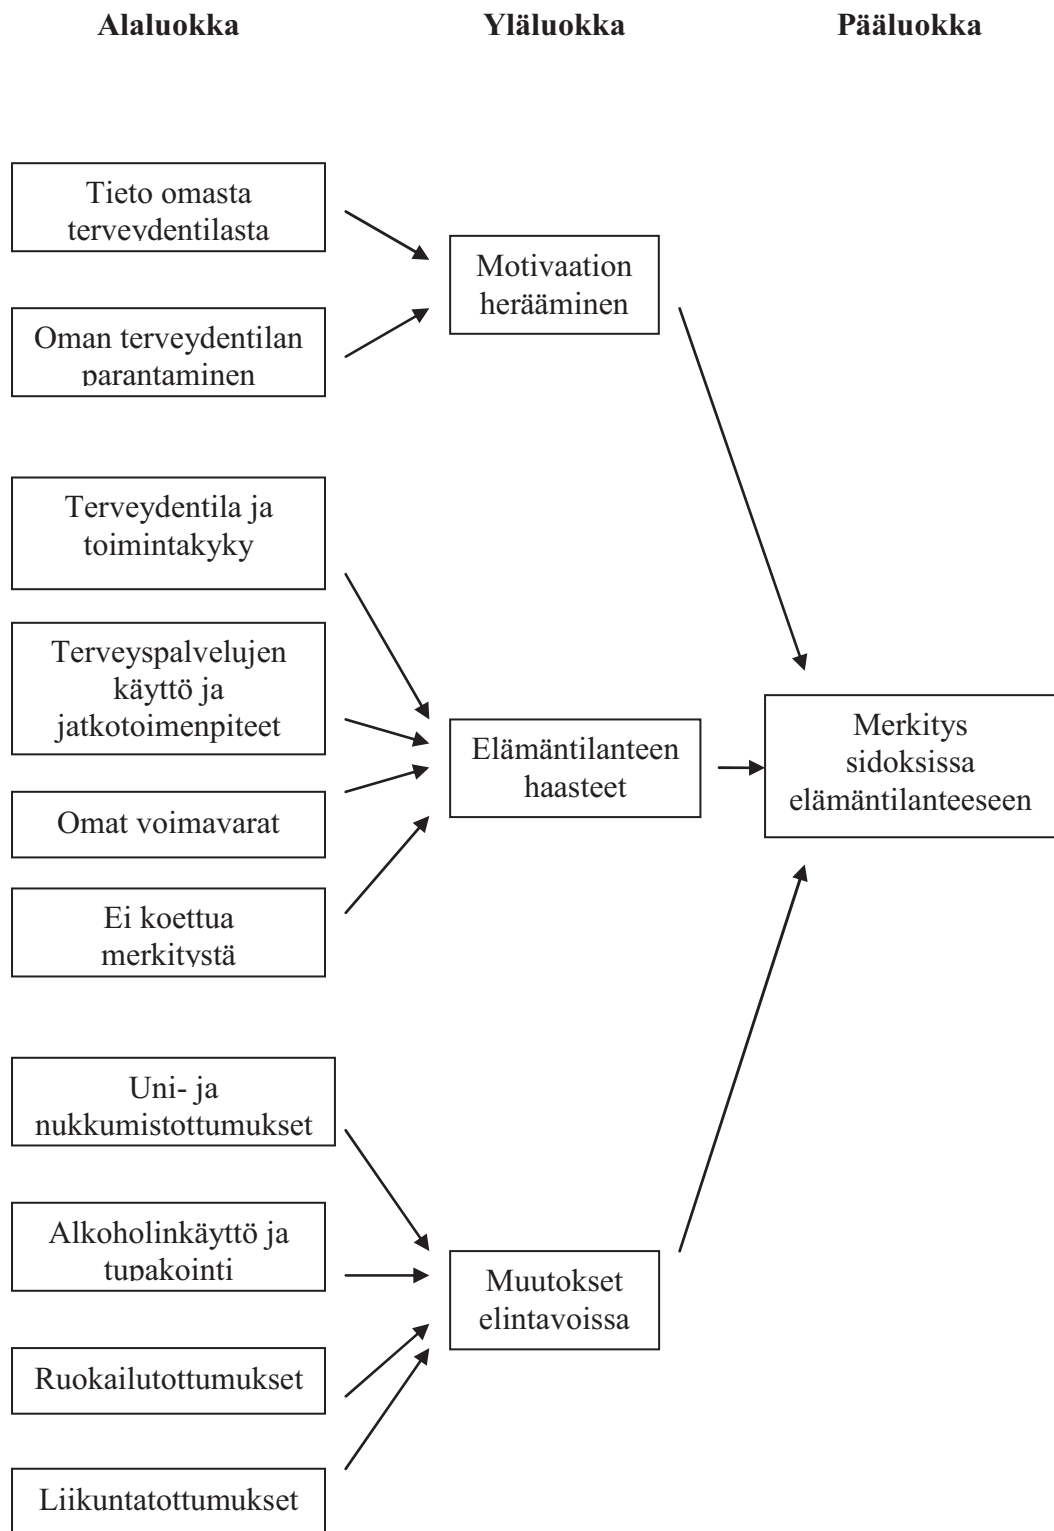 Alaluokka Yläluokka Pääluokka
Tieto omasta
terveydentilasta
Oman terveydentilan
parantaminen
Motivaation
herääminen
Terveydentila ja
toimintakyky
Terveyspalvelujen
käyttö ja
jatkotoimenpiteet
Omat voimavarat
Ei koettua
merkitystä
Elämäntilanteen
haasteet
Merkitys
sidoksissa
elämäntilanteeseen
Uni- ja
nukkumistottumukset
Alkoholinkäyttö ja
tupakointi
Ruokailutottumukset
Liikuntatottumukset
Muutokset
elintavoissa